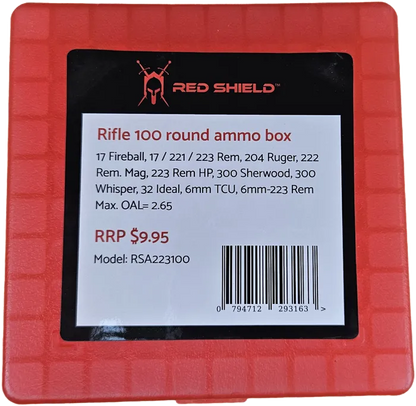 RED SHIELD™
Rifle 100 round ammo box
17 Fireball, 17 / 221 / 223 Rem, 204 Ruger, 222
Rem. Mag, 223 Rem HP, 300 Sherwood, 300
Whisper, 32 Ideal, 6mm TCU, 6mm-223 Rem
Max. OAL= 2.65
RRP $9.95
Model: RSA223100
0 794712 293163 >